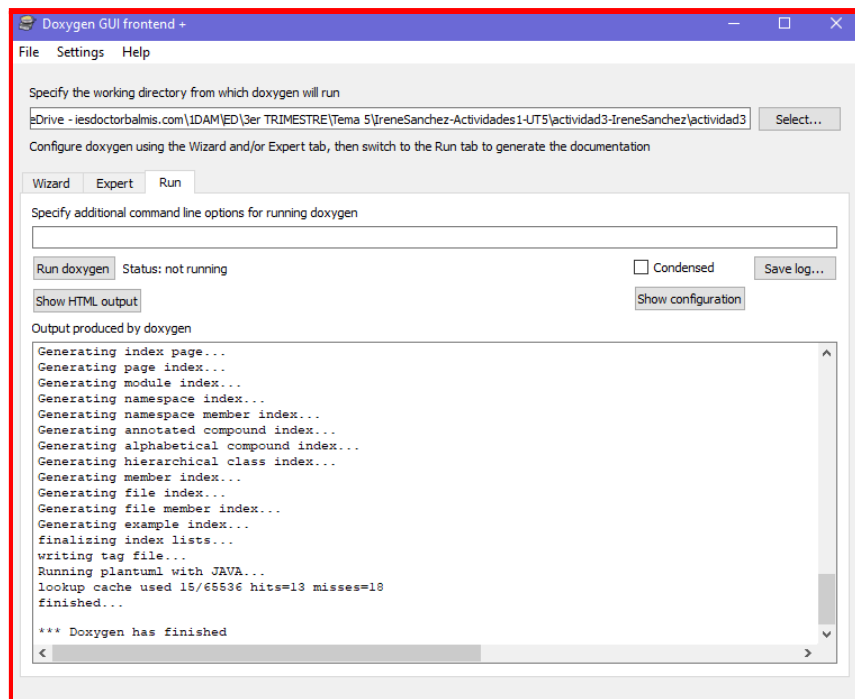 Doxygen GUI frontend +
File Settings Help
Specify the working directory from which doxygen will run
eDrive - iesdoctorbalmis.com\1DAM\ED\3er TRIMESTRE\Tema 5\IreneSanchez-Actividades1-UT5\actividad3-IreneSanchez\actividad3 Select...
Configure doxygen using the Wizard and/or Expert tab, then switch to the Run tab to generate the documentation
Wizard Expert Run
Specify additional command line options for running doxygen
Run doxygen Status: not running Condensed Save log...
Show HTML output Show configuration
Output produced by doxygen
Generating index page...
Generating page index...
Generating module index...
Generating namespace index...
Generating namespace member index...
Generating annotated compound index...
Generating alphabetical compound index...
Generating hierarchical class index...
Generating member index...
Generating file index...
Generating file member index...
Generating example index...
finalizing index lists...
writing tag file...
Running plantuml with JAVA...
lookup cache used 15/65536 hits=13 misses=18
finished...
*** Doxygen has finished